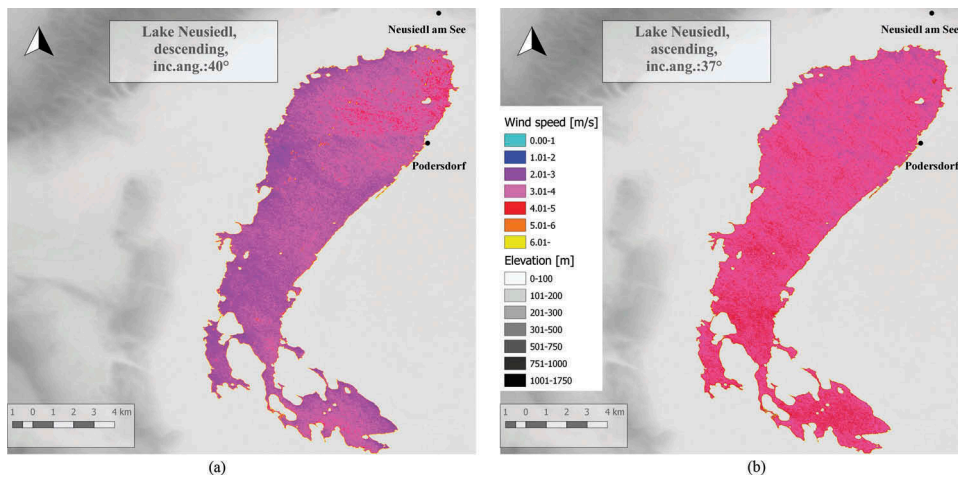 Lake Neusiedl,
descending,
inc.ang.:40°
Neusiedl am See
Podersdorf
1 0 1 2 3 4 km
(a)
Lake Neusiedl,
ascending,
inc.ang.:37°
Neusiedl am See
Podersdorf
Wind speed [m/s]
0.00-1
1.01-2
2.01-3
3.01-4
4.01-5
5.01-6
6.01-
Elevation [m]
0-100
101-200
201-300
301-500
501-750
751-1000
1001-1750
1 0 1 2 3 4 km
(b)